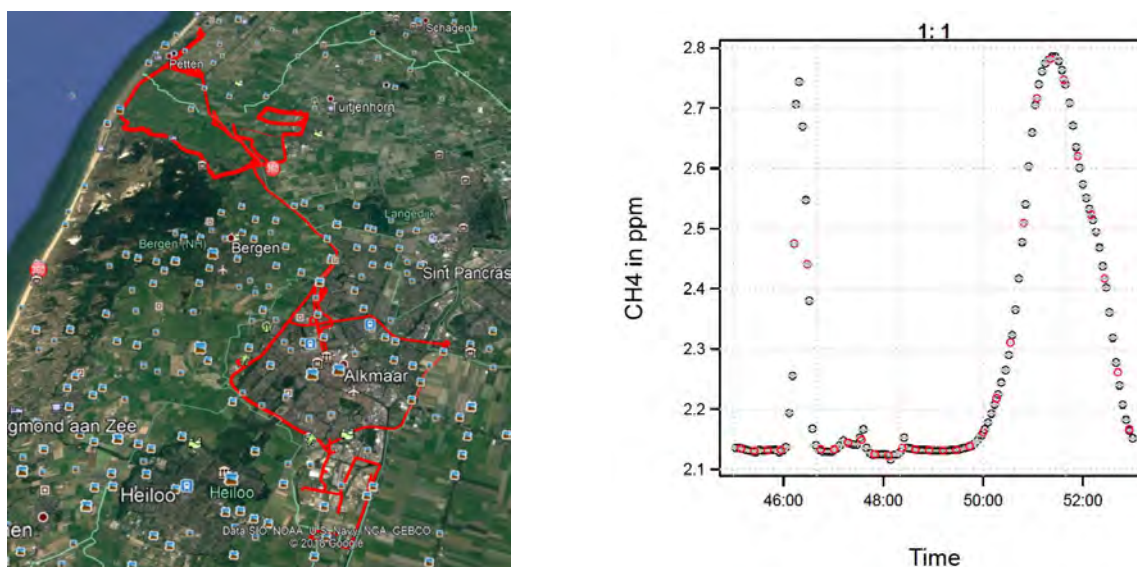 Schagen
Petten
Tuitjenhorn
Langedijk
Bergen (NH)
Bergen
Sint Pancras
Alkmaar
gmond aan Zee
Heiloo
Heiloo
en
Data SIO, NOAA, U.S. Navy, NGA, GEBCO
© 2016 Google
1: 1
2.8
2.7
2.6
2.5
2.4
2.3
2.2
2.1
CH4 in ppm
46:00 48:00 50:00 52:00
Time